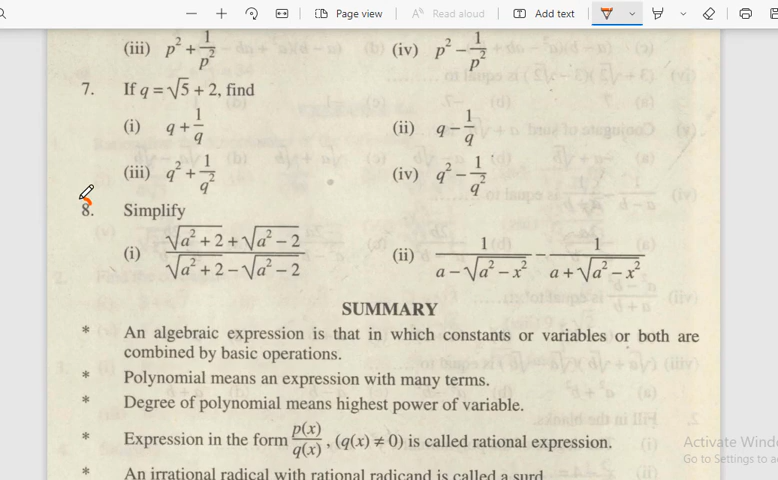 Page view
Read aloud
Add text
(iii) p² + 1/p² (iv) p² − 1/p²
7. If q = √5 + 2, find
(i) q + 1/q (ii) q − 1/q
(iii) q² + 1/q² (iv) q² − 1/q²
8. Simplify
(i) (√(a² + 2) + √(a² − 2))/(√(a² + 2) − √(a² − 2)) (ii) 1/(a − √(a² − x²)) − 1/(a + √(a² − x²))
SUMMARY
* An algebraic expression is that in which constants or variables or both are
combined by basic operations.
* Polynomial means an expression with many terms.
* Degree of polynomial means highest power of variable.
* Expression in the form p(x)/q(x), (q(x) ≠ 0) is called rational expression.
* An irrational radical with rational radicand is called a surd
Activate Wind
Go to Settings to a